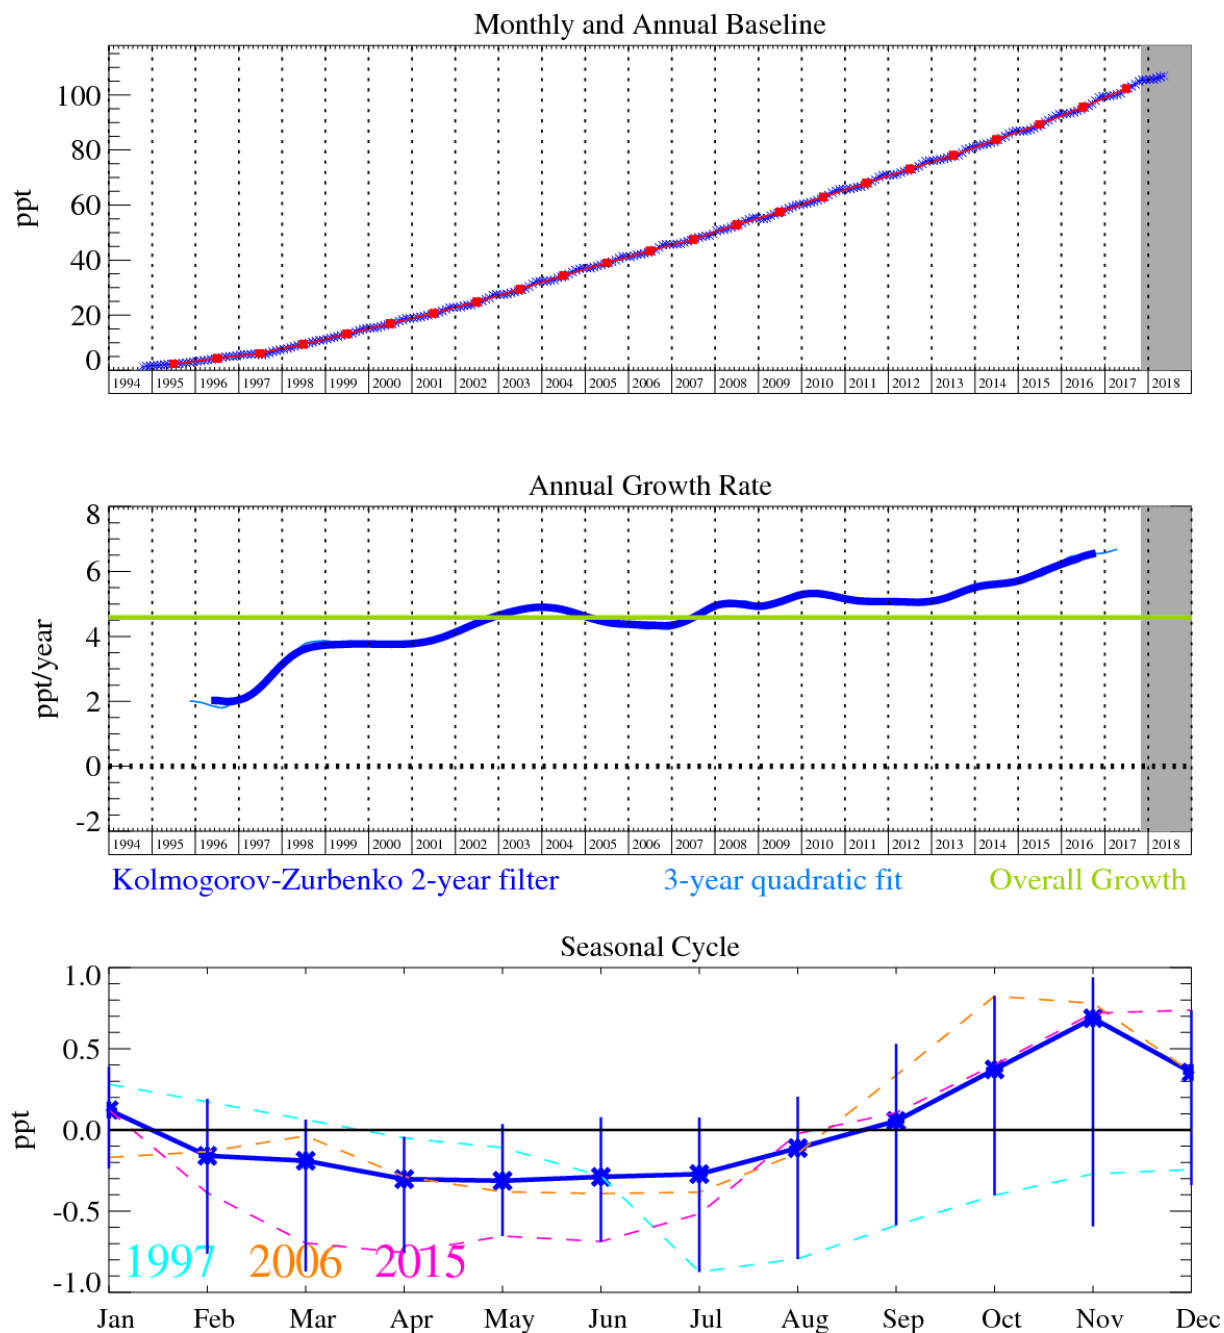 Monthly and Annual Baseline
100
80
60
40
20
0
ppt
1994 1995 1996 1997 1998 1999 2000 2001 2002 2003 2004 2005 2006 2007 2008 2009 2010 2011 2012 2013 2014 2015 2016 2017 2018
Annual Growth Rate
8
6
4
2
0
-2
ppt/year
1994 1995 1996 1997 1998 1999 2000 2001 2002 2003 2004 2005 2006 2007 2008 2009 2010 2011 2012 2013 2014 2015 2016 2017 2018
Kolmogorov-Zurbenko 2-year filter 3-year quadratic fit Overall Growth
Seasonal Cycle
1.0
0.5
0.0
-0.5
-1.0
ppt
1997 2006 2015
Jan Feb Mar Apr May Jun Jul Aug Sep Oct Nov Dec